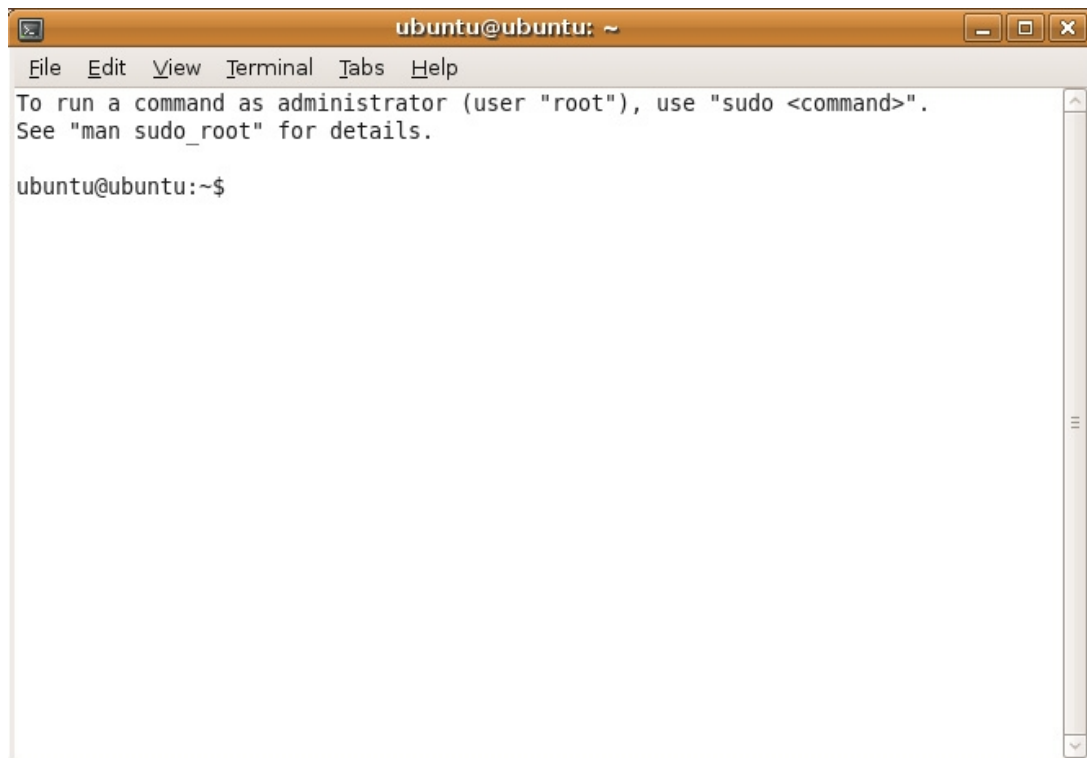 ubuntu@ubuntu: ~
File Edit View Terminal Tabs Help
To run a command as administrator (user "root"), use "sudo <command>".
See "man sudo_root" for details.
ubuntu@ubuntu:~$